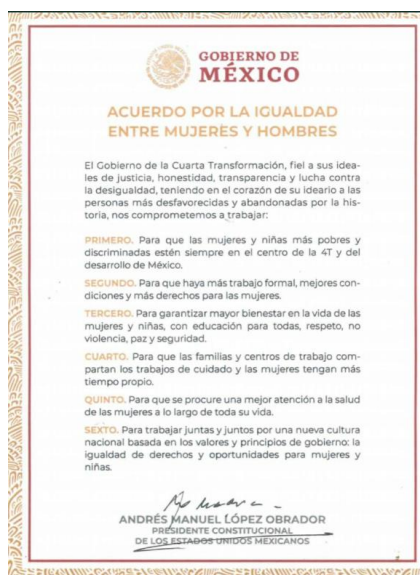 GOBIERNO DE
MÉXICO
ACUERDO POR LA IGUALDAD
ENTRE MUJERES Y HOMBRES
El Gobierno de la Cuarta Transformación, fiel a sus idea-
les de justicia, honestidad, transparencia y lucha contra
la desigualdad, teniendo en el corazón de su ideario a las
personas más desfavorecidas y abandonadas por la his-
toria, nos comprometemos a trabajar:
PRIMERO. Para que las mujeres y niñas más pobres y
discriminadas estén siempre en el centro de la 4T y del
desarrollo de México.
SEGUNDO. Para que haya más trabajo formal, mejores con-
diciones y más derechos para las mujeres.
TERCERO. Para garantizar mayor bienestar en la vida de las
mujeres y niñas, con educación para todas, respeto, no
violencia, paz y seguridad.
CUARTO. Para que las familias y centros de trabajo com-
partan los trabajos de cuidado y las mujeres tengan más
tiempo propio.
QUINTO. Para que se procure una mejor atención a la salud
de las mujeres a lo largo de toda su vida.
SEXTO. Para trabajar juntas y juntos por una nueva cultura
nacional basada en los valores y principios de gobierno: la
igualdad de derechos y oportunidades para mujeres y
niñas.
ANDRÉS MANUEL LÓPEZ OBRADOR
PRESIDENTE CONSTITUCIONAL
DE LOS ESTADOS UNIDOS MEXICANOS